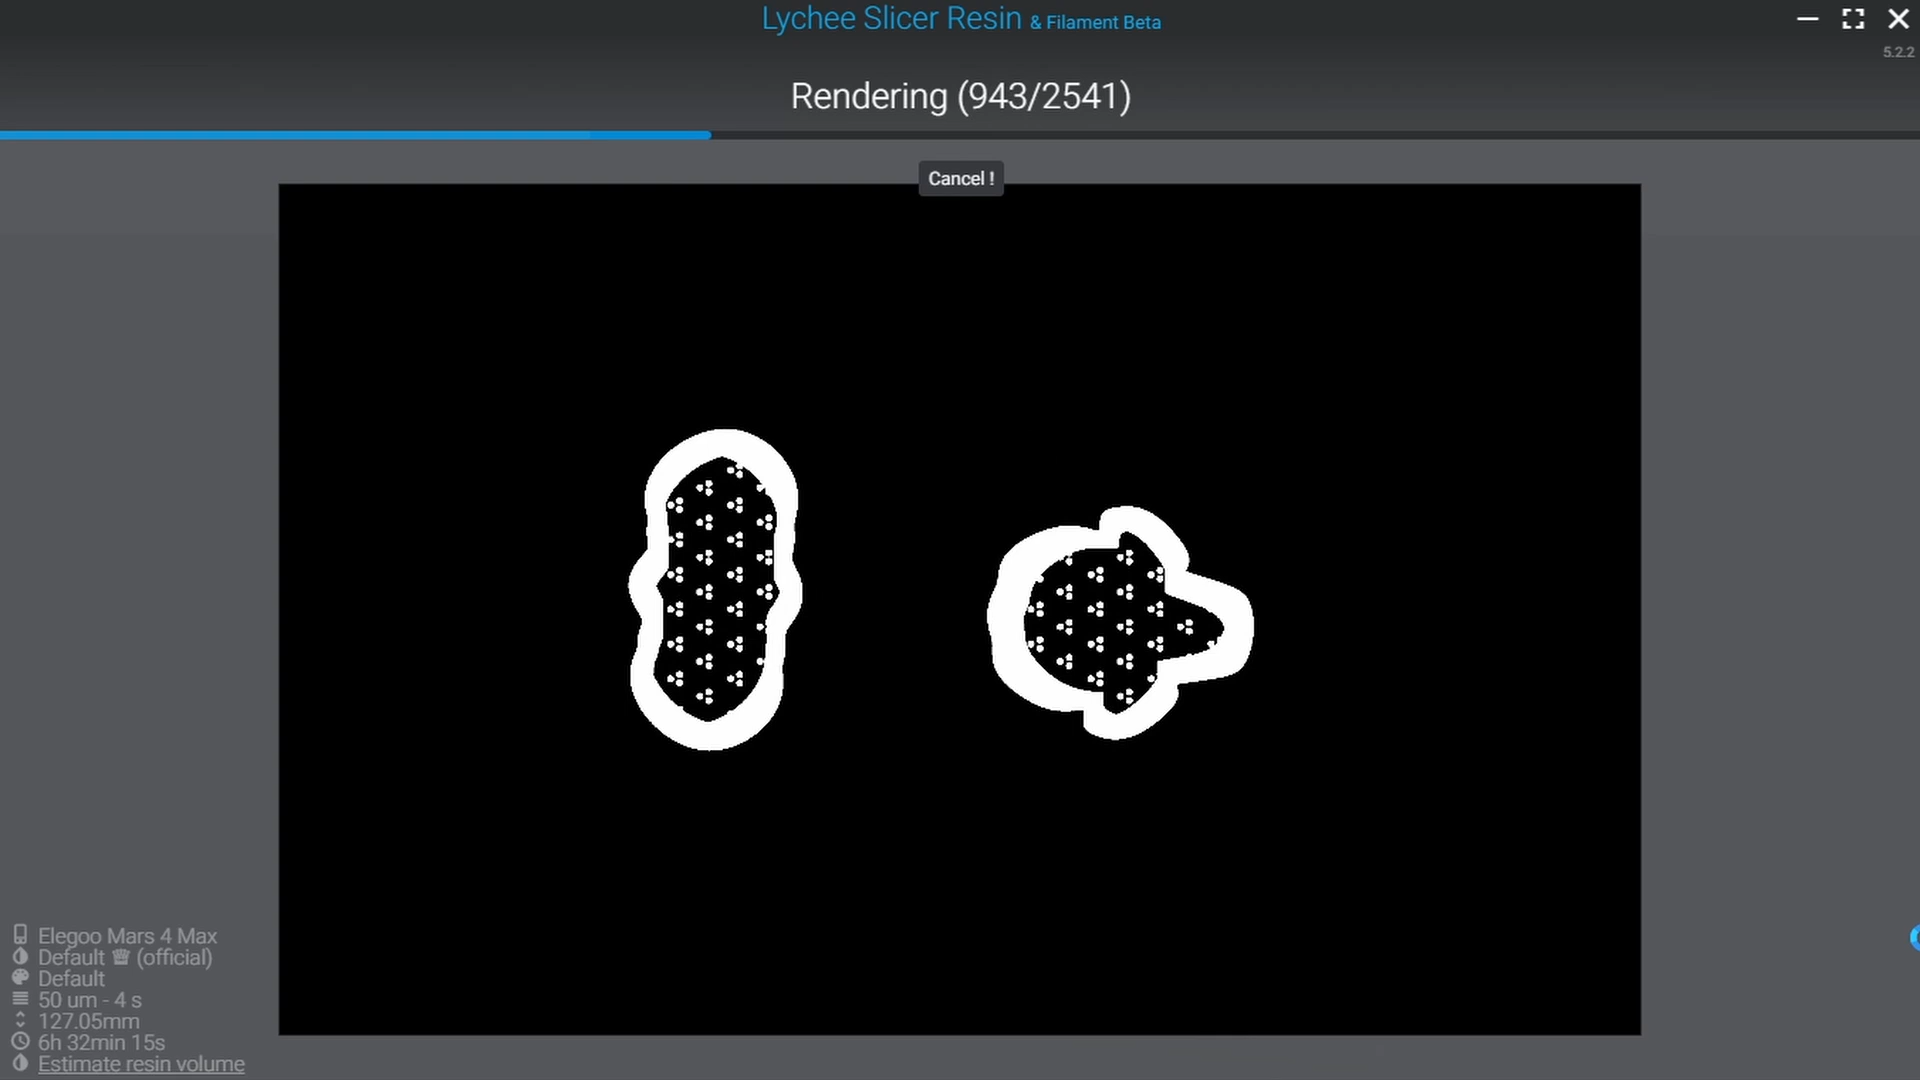 Lychee Slicer Resin & Filament Beta
5.2.2
Rendering (943/2541)
Cancel !
Elegoo Mars 4 Max
Default (official)
Default
50 um - 4 s
127.05mm
6h 32min 15s
Estimate resin volume